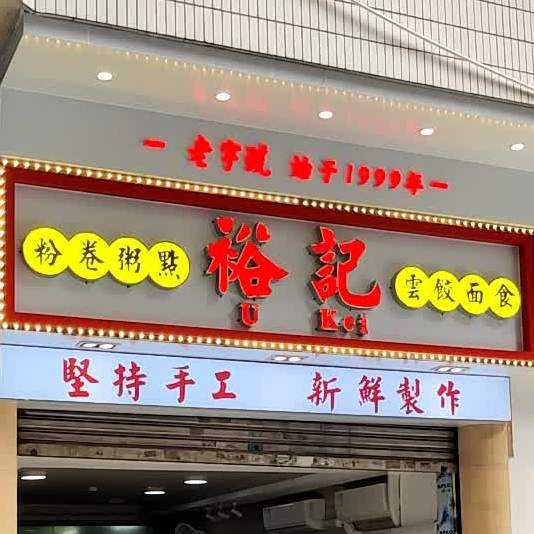 一 老字號 始于1999年 一
粉卷粥點 裕記 雲餃面食
U Kei
堅持手工 新鮮製作